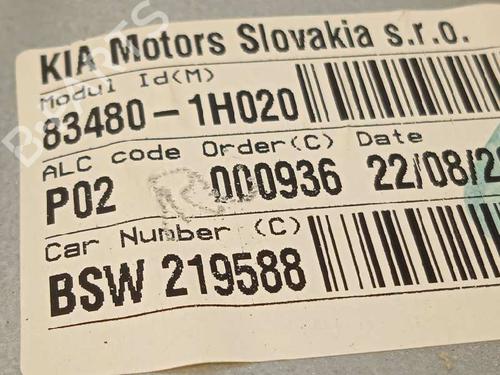 KIA Motors Slovakia s.r.o.
Modul Id(M)
83480-1H020
ALC code Order(C) Date
P02 000936 22/08/2
Car Number (C)
BSW 219588